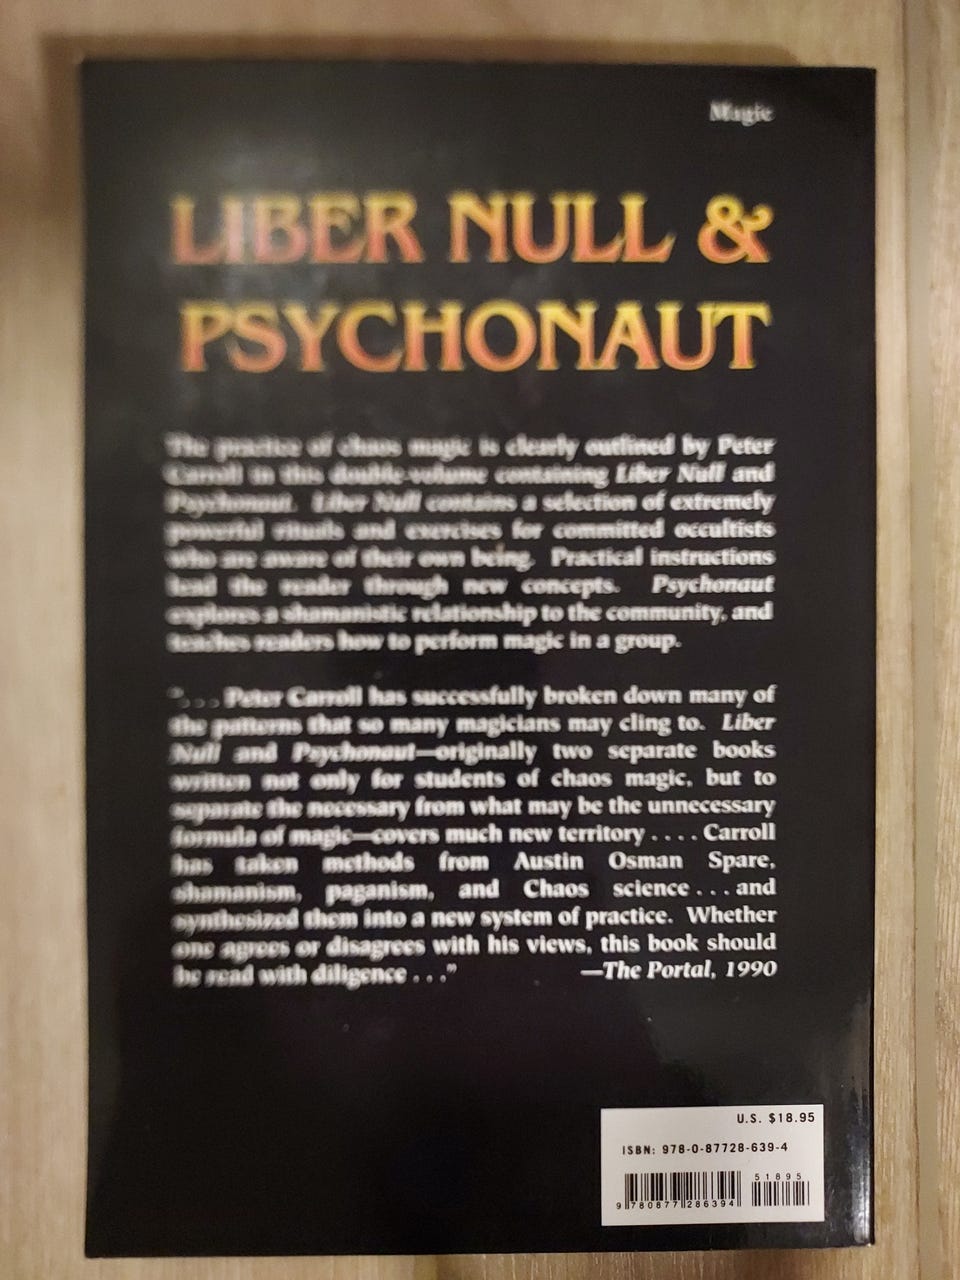 Magic
LIBER NULL &
PSYCHONAUT
The practice of chaos magic is clearly outlined by Peter
Carroll in this double-volume containing Liber Null and
Psychonaut. Liber Null contains a selection of extremely
powerful rituals and exercises for committed occultists
who are aware of their own being. Practical instructions
lead the reader through new concepts. Psychonaut
explores a shamanistic relationship to the community, and
teaches readers how to perform magic in a group.
". . . Peter Carroll has successfully broken down many of
the patterns that so many magicians may cling to. Liber
Null and Psychonaut—originally two separate books
written not only for students of chaos magic, but to
separate the necessary from what may be the unnecessary
formula of magic—covers much new territory . . . . Carroll
has taken methods from Austin Osman Spare,
shamanism, paganism, and Chaos science . . . and
synthesized them into a new system of practice. Whether
one agrees or disagrees with his views, this book should
be read with diligence . . ." —The Portal, 1990
U.S. $18.95
ISBN: 978-0-87728-639-4
51895
9 780877 286394